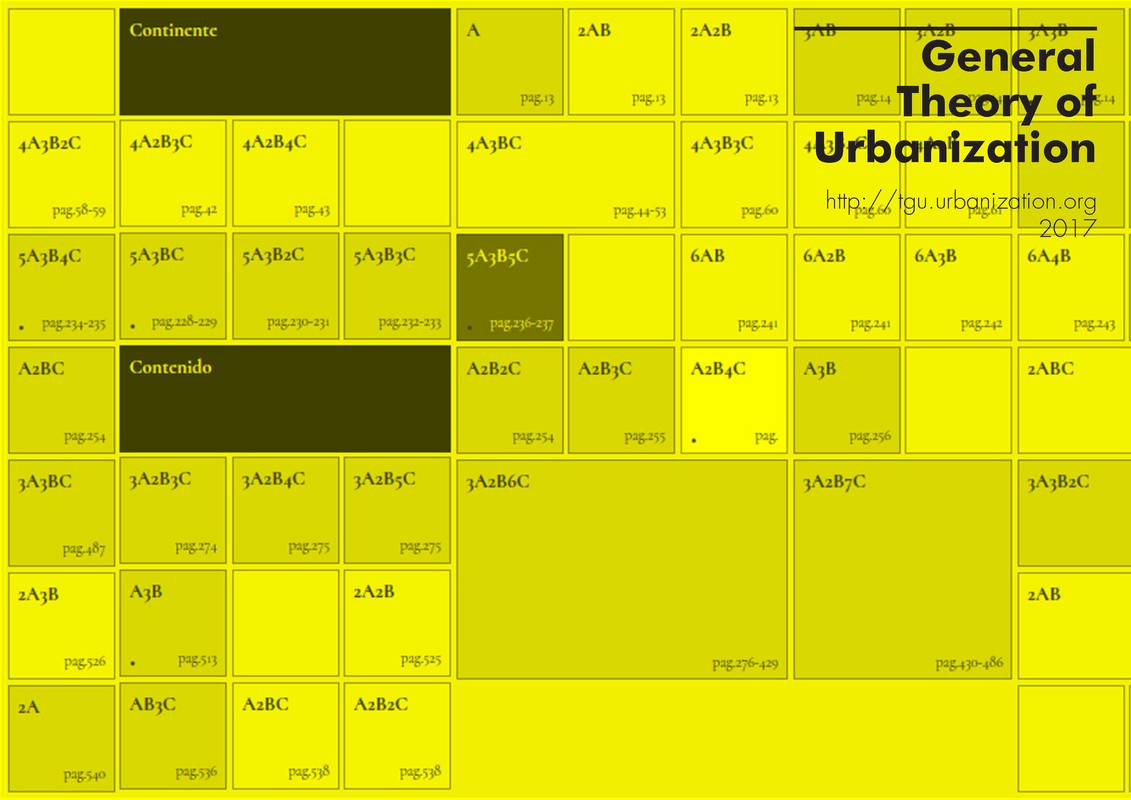 General
Theory of
Urbanization
http://tgu.urbanization.org
2017
Continente
A
pag.13
2AB
pag.13
2A2B
pag.13
3AB
pag.14
3A2B
3A3B
pag.14
4A3B2C
pag.58-59
4A2B3C
pag.42
4A2B4C
pag.43
4A3BC
pag.44-53
4A3B3C
pag.60
pag.60
pag.61
5A3B4C
pag.234-235
5A3BC
pag.228-229
5A3B2C
pag.230-231
5A3B3C
pag.232-233
5A3B5C
pag.236-237
6AB
pag.241
6A2B
pag.241
6A3B
pag.242
6A4B
pag.243
A2BC
pag.254
Contenido
A2B2C
pag.254
A2B3C
pag.255
A2B4C
pag.
A3B
pag.256
2ABC
3A3BC
pag.487
3A2B3C
pag.274
3A2B4C
pag.275
3A2B5C
pag.275
3A2B6C
pag.276-429
3A2B7C
pag.430-486
3A3B2C
2A3B
pag.526
A3B
pag.513
2A2B
pag.525
2AB
2A
pag.540
AB3C
pag.536
A2BC
pag.538
A2B2C
pag.538